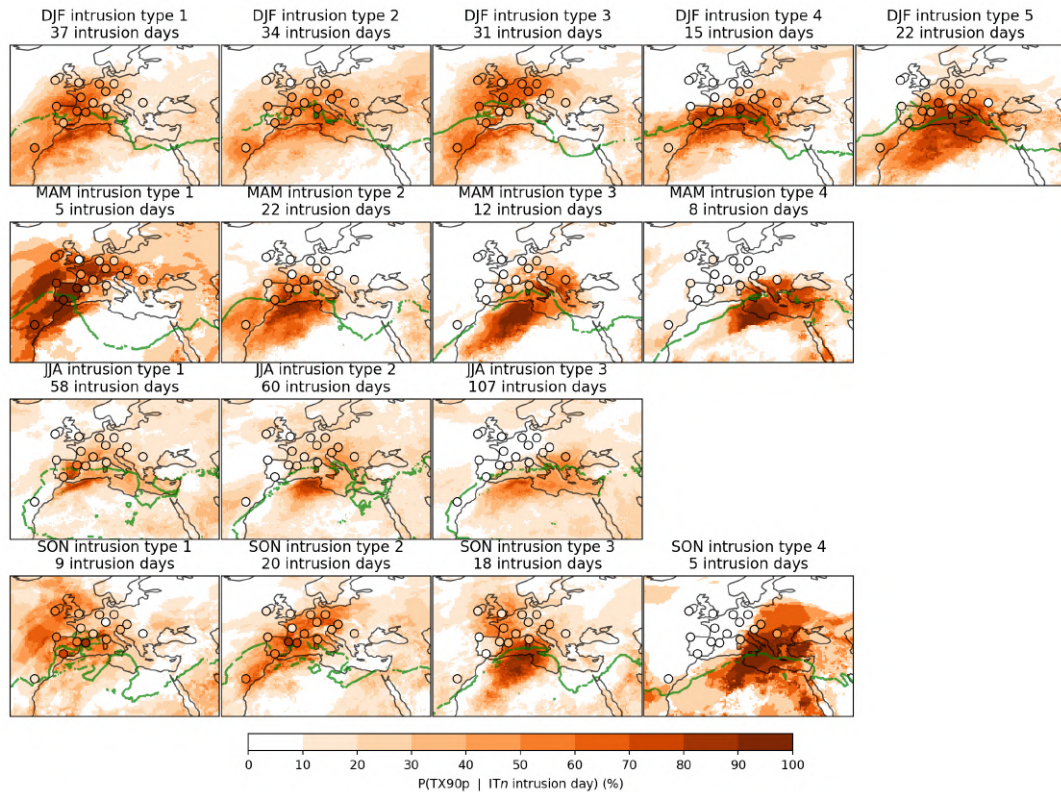 DJF intrusion type 1
37 intrusion days
DJF intrusion type 2
34 intrusion days
DJF intrusion type 3
31 intrusion days
DJF intrusion type 4
15 intrusion days
DJF intrusion type 5
22 intrusion days
MAM intrusion type 1
5 intrusion days
MAM intrusion type 2
22 intrusion days
MAM intrusion type 3
12 intrusion days
MAM intrusion type 4
8 intrusion days
JJA intrusion type 1
58 intrusion days
JJA intrusion type 2
60 intrusion days
JJA intrusion type 3
107 intrusion days
SON intrusion type 1
9 intrusion days
SON intrusion type 2
20 intrusion days
SON intrusion type 3
18 intrusion days
SON intrusion type 4
5 intrusion days
0 10 20 30 40 50 60 70 80 90 100
P(TX90p | ITn intrusion day) (%)